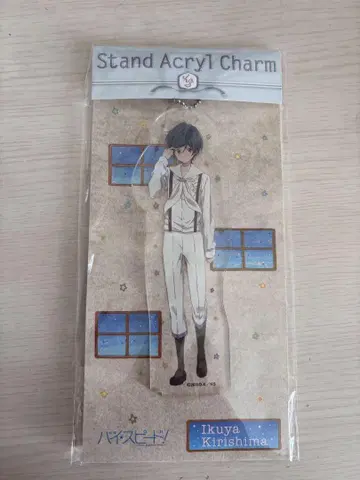 Stand Acryl Charm
ハイ☆スピード!
Ikuya
Kirishima